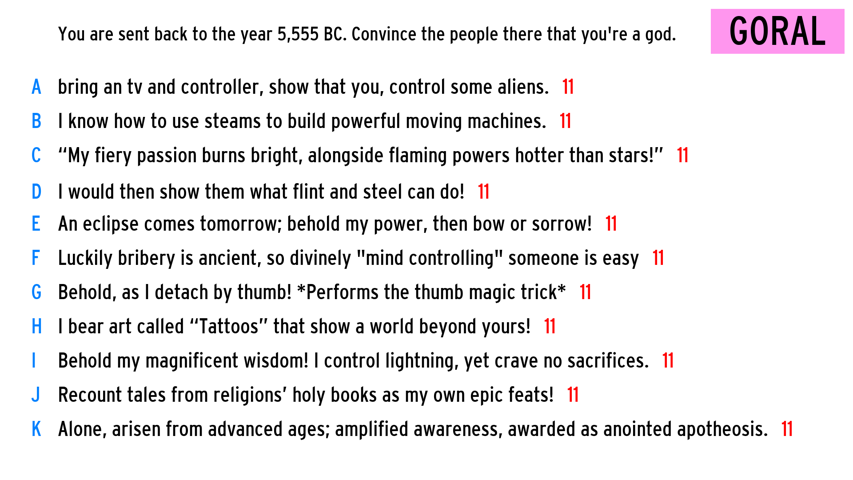 You are sent back to the year 5,555 BC. Convince the people there that you're a god.
GORAL
A bring an tv and controller, show that you, control some aliens. 11
B I know how to use steams to build powerful moving machines. 11
C “My fiery passion burns bright, alongside flaming powers hotter than stars!” 11
D I would then show them what flint and steel can do! 11
E An eclipse comes tomorrow; behold my power, then bow or sorrow! 11
F Luckily bribery is ancient, so divinely "mind controlling" someone is easy 11
G Behold, as I detach by thumb! *Performs the thumb magic trick* 11
H I bear art called “Tattoos” that show a world beyond yours! 11
I Behold my magnificent wisdom! I control lightning, yet crave no sacrifices. 11
J Recount tales from religions’ holy books as my own epic feats! 11
K Alone, arisen from advanced ages; amplified awareness, awarded as anointed apotheosis. 11